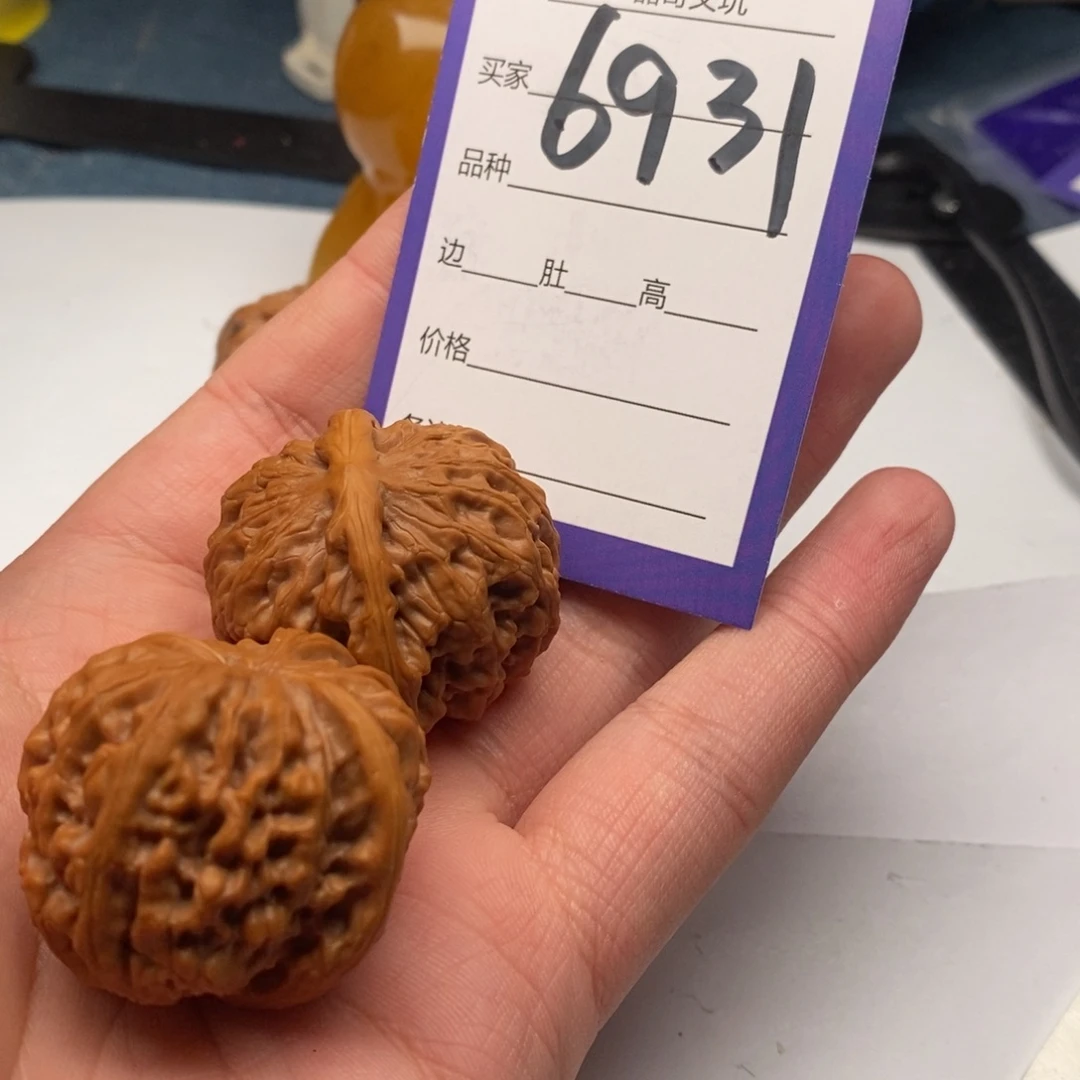 买家 6931
品种
边 肚 高
价格